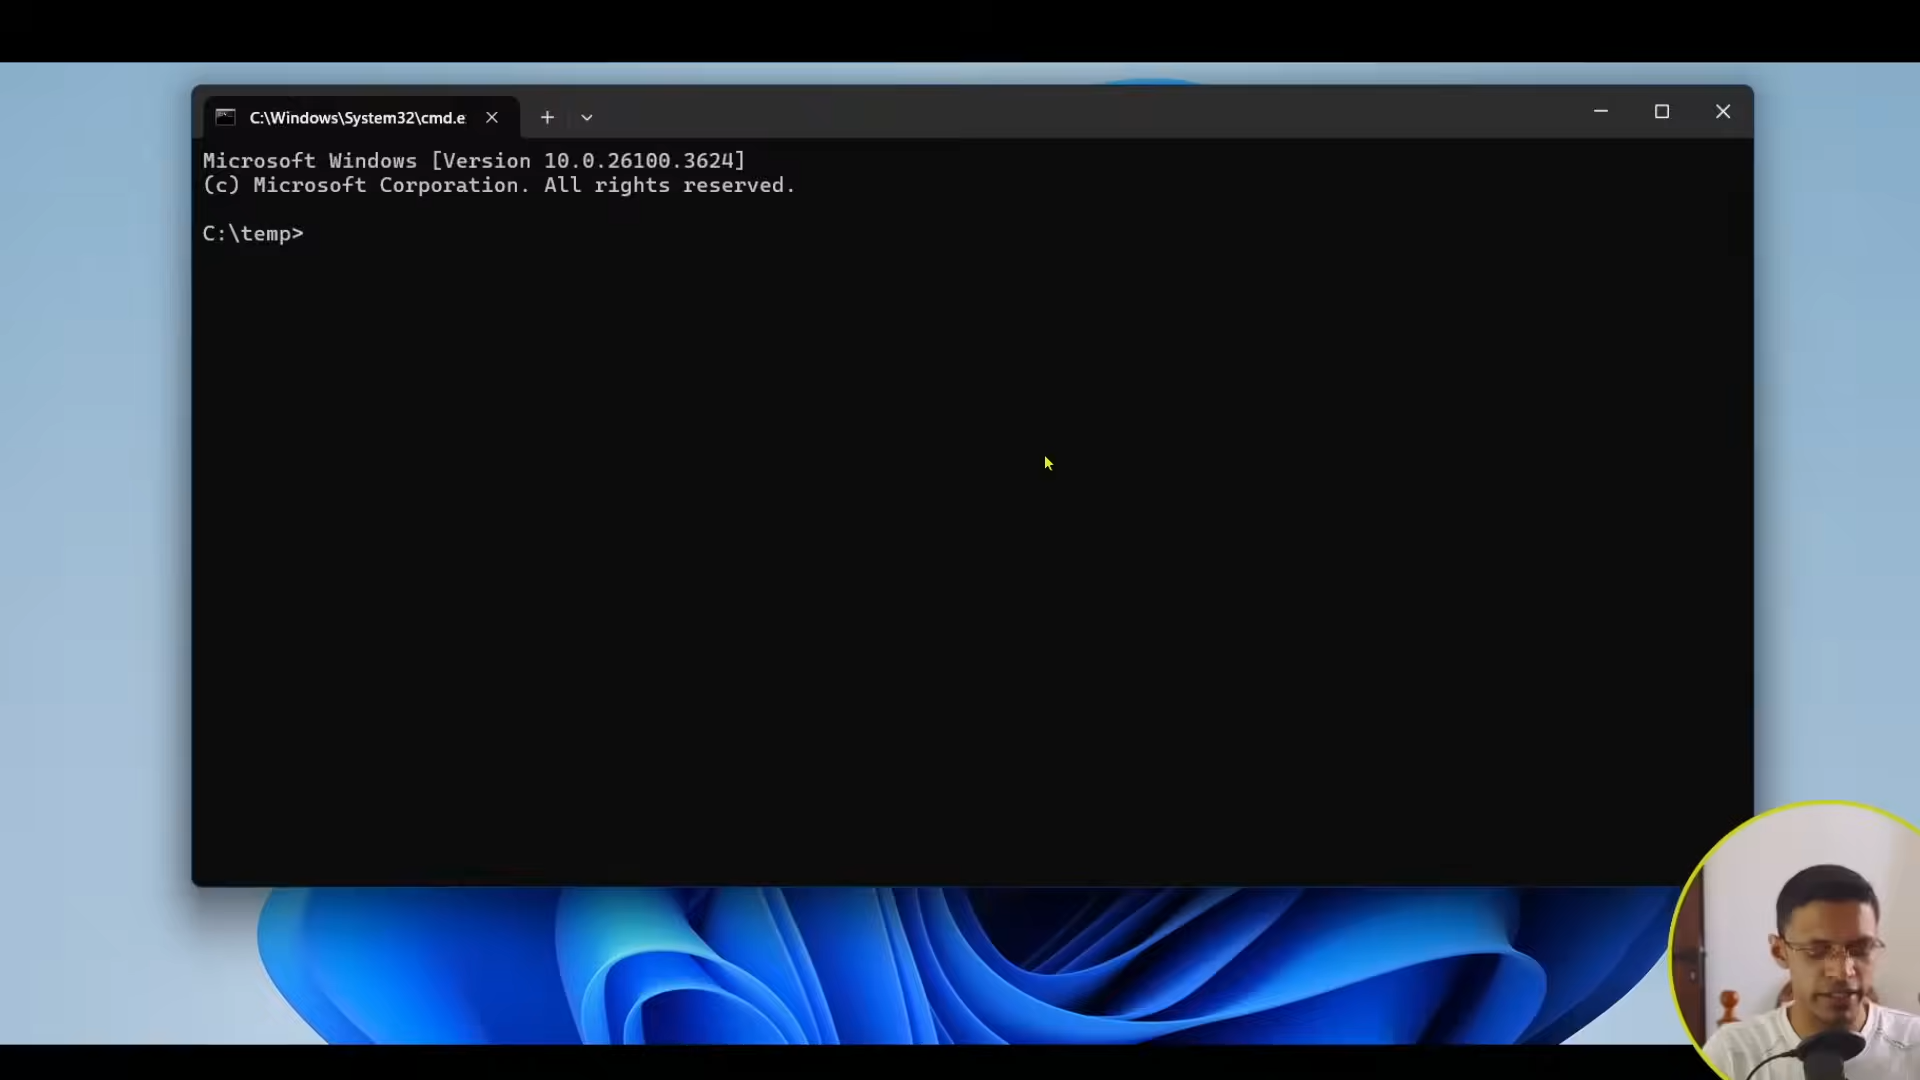 C:\Windows\System32\cmd.e
Microsoft Windows [Version 10.0.26100.3624]
(c) Microsoft Corporation. All rights reserved.
C:\temp>